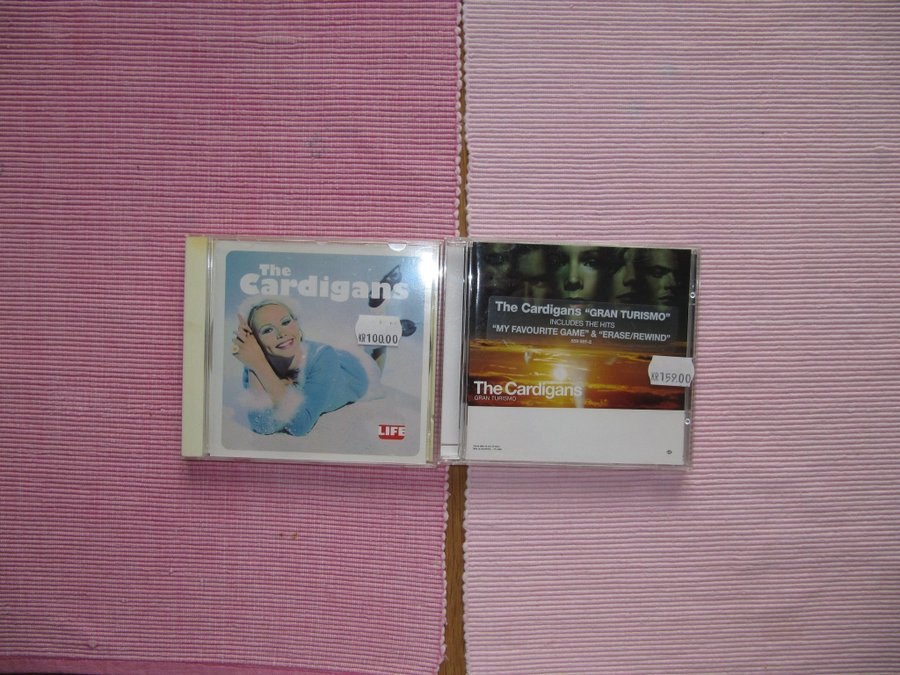 The
Cardigans
KR100.00
LIFE
The Cardigans "GRAN TURISMO"
INCLUDES THE HITS
"MY FAVOURITE GAME" & "ERASE/REWIND"
KR159.00
The Cardigans
GRAN TURISMO